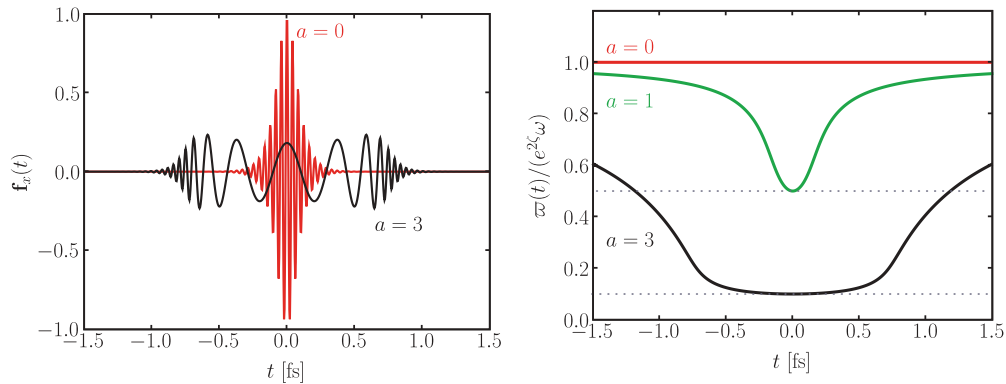 1.0
0.5
0.0
−0.5
−1.0
f_x(t)
a = 0
a = 3
−1.5 −1.0 −0.5 0.0 0.5 1.0 1.5
t [fs]
1.0
0.8
0.6
0.4
0.2
0.0
ϖ(t)/(e^{2ζ}ω)
a = 0
a = 1
a = 3
−1.5 −1.0 −0.5 0.0 0.5 1.0 1.5
t [fs]